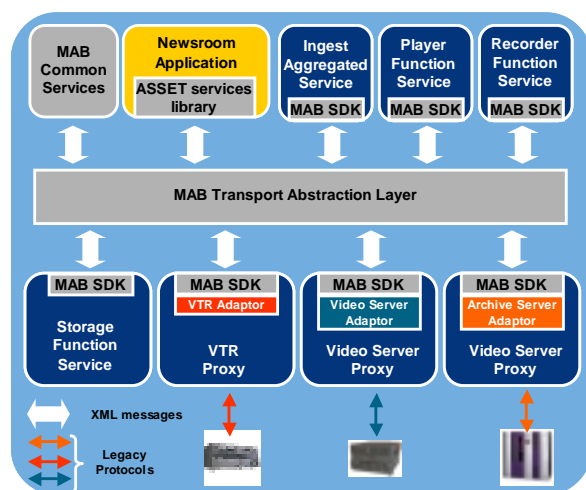 MAB
Common
Services
Newsroom
Application
ASSET services
library
Ingest
Aggregated
Service
MAB SDK
Player
Function
Service
MAB SDK
Recorder
Function
Service
MAB SDK
MAB Transport Abstraction Layer
MAB SDK
Storage
Function
Service
MAB SDK
VTR Adaptor
VTR
Proxy
MAB SDK
Video Server
Adaptor
Video Server
Proxy
MAB SDK
Archive Server
Adaptor
Video Server
Proxy
XML messages
Legacy
Protocols